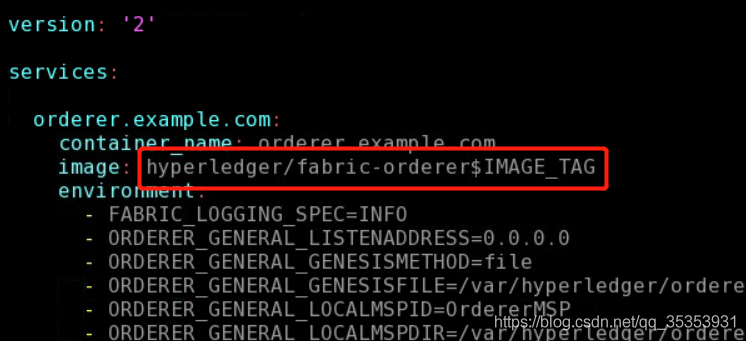 version: '2'
services:
orderer.example.com:
container_name: orderer.example.com
image: hyperledger/fabric-orderer$IMAGE_TAG
environment:
- FABRIC_LOGGING_SPEC=INFO
- ORDERER_GENERAL_LISTENADDRESS=0.0.0.0
- ORDERER_GENERAL_GENESISMETHOD=file
- ORDERER_GENERAL_GENESISFILE=/var/hyperledger/ordere
- ORDERER_GENERAL_LOCALMSPID=OrdererMSP
- ORDERER_GENERAL_LOCALMSPDIR=/var/hyperledger/ordere
https://blog.csdn.net/qq_35353931